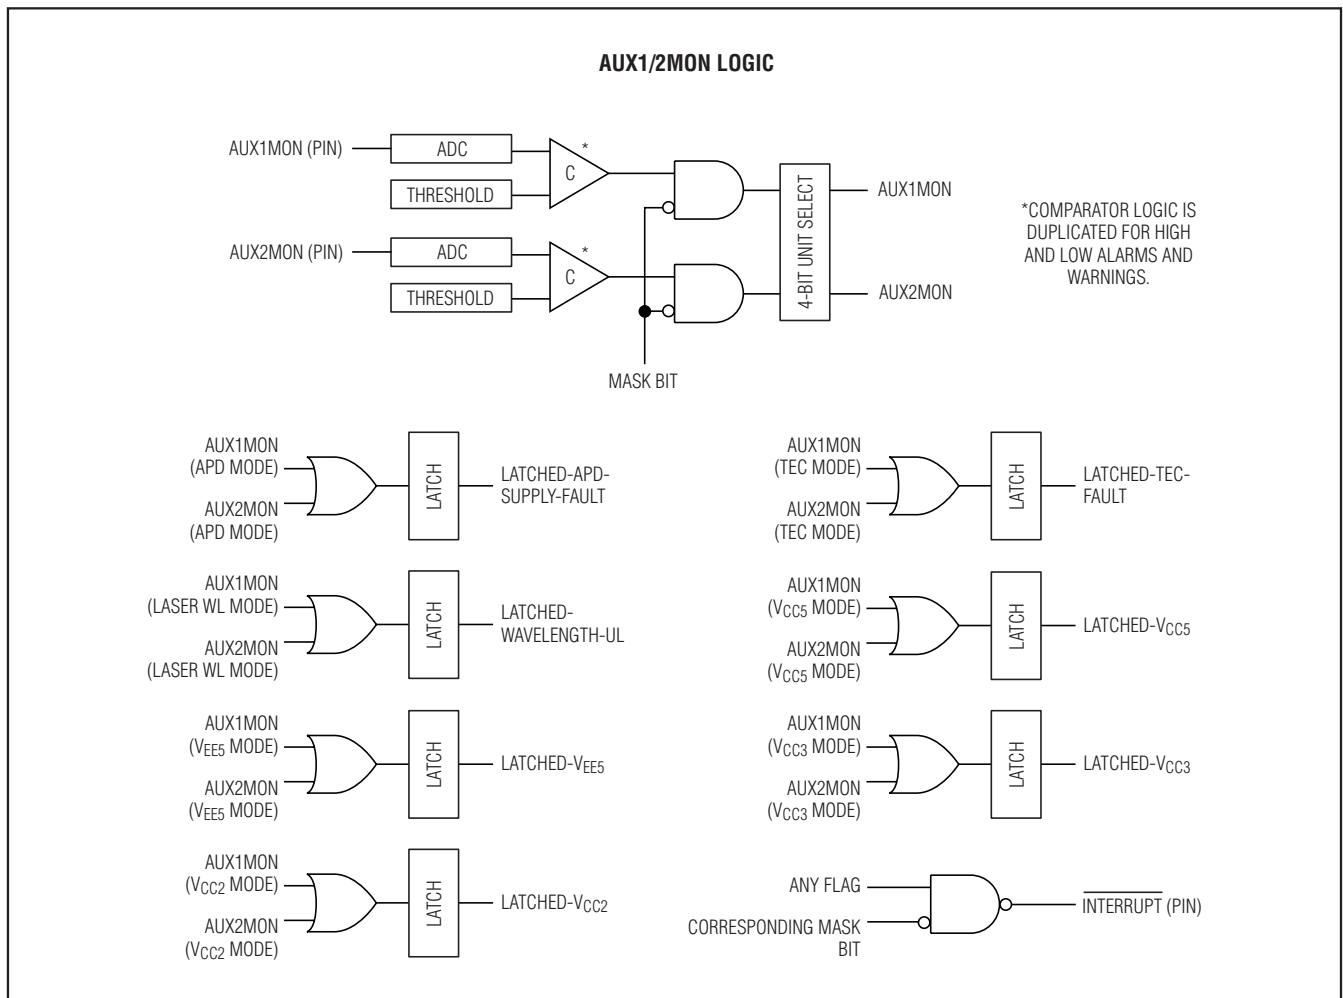 AUX1/2MON LOGIC
AUX1MON (PIN)
ADC
THRESHOLD
C
*
AUX2MON (PIN)
ADC
THRESHOLD
C
*
MASK BIT
4-BIT UNIT SELECT
AUX1MON
AUX2MON
*COMPARATOR LOGIC IS
DUPLICATED FOR HIGH
AND LOW ALARMS AND
WARNINGS.
AUX1MON
(APD MODE)
AUX2MON
(APD MODE)
LATCH
LATCHED-APD-
SUPPLY-FAULT
AUX1MON
(TEC MODE)
AUX2MON
(TEC MODE)
LATCH
LATCHED-TEC-
FAULT
AUX1MON
(LASER WL MODE)
AUX2MON
(LASER WL MODE)
LATCH
LATCHED-
WAVELENGTH-UL
AUX1MON
(VCC5 MODE)
AUX2MON
(VCC5 MODE)
LATCH
LATCHED-VCC5
AUX1MON
(VEE5 MODE)
AUX2MON
(VEE5 MODE)
LATCH
LATCHED-VEE5
AUX1MON
(VCC3 MODE)
AUX2MON
(VCC3 MODE)
LATCH
LATCHED-VCC3
AUX1MON
(VCC2 MODE)
AUX2MON
(VCC2 MODE)
LATCH
LATCHED-VCC2
ANY FLAG
CORRESPONDING MASK
BIT
INTERRUPT (PIN)